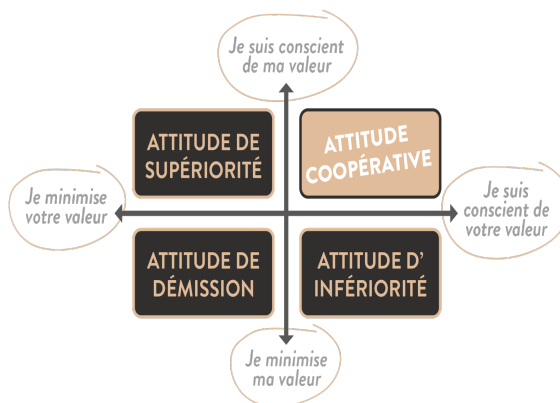 Je suis conscient
de ma valeur
ATTITUDE DE
SUPÉRIORITÉ
ATTITUDE
COOPÉRATIVE
Je minimise
votre valeur
Je suis
conscient de
votre valeur
ATTITUDE DE
DÉMISSION
ATTITUDE D’
INFÉRIORITÉ
Je minimise
ma valeur